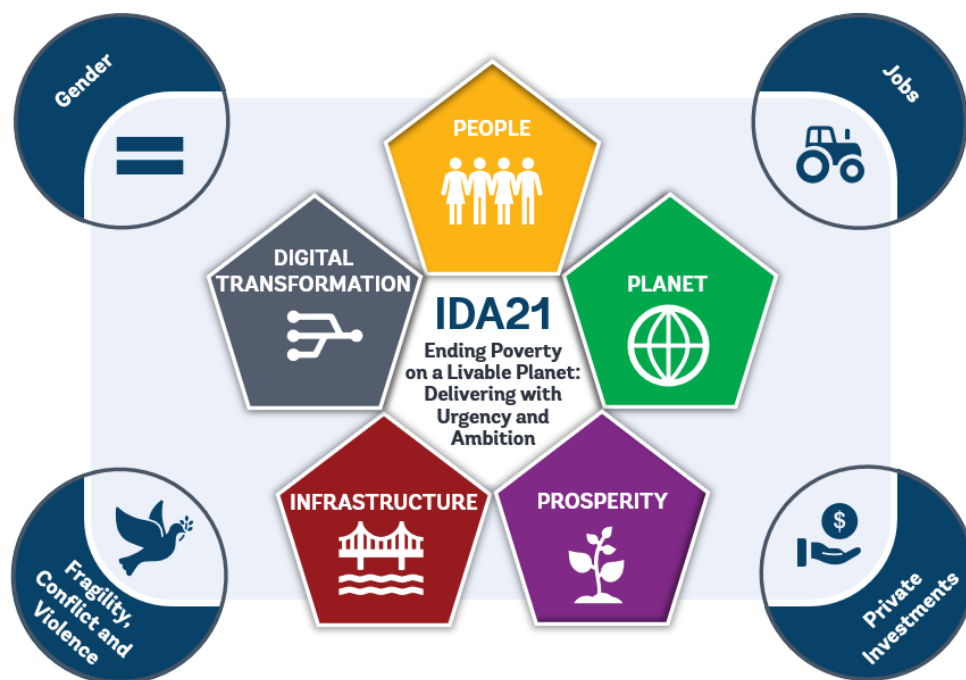 Gender
Jobs
PEOPLE
DIGITAL
TRANSFORMATION
PLANET
IDA21
Ending Poverty
on a Livable Planet:
Delivering with
Urgency and
Ambition
INFRASTRUCTURE
PROSPERITY
$
Fragility,
Conflict and
Violence
Private
Investments